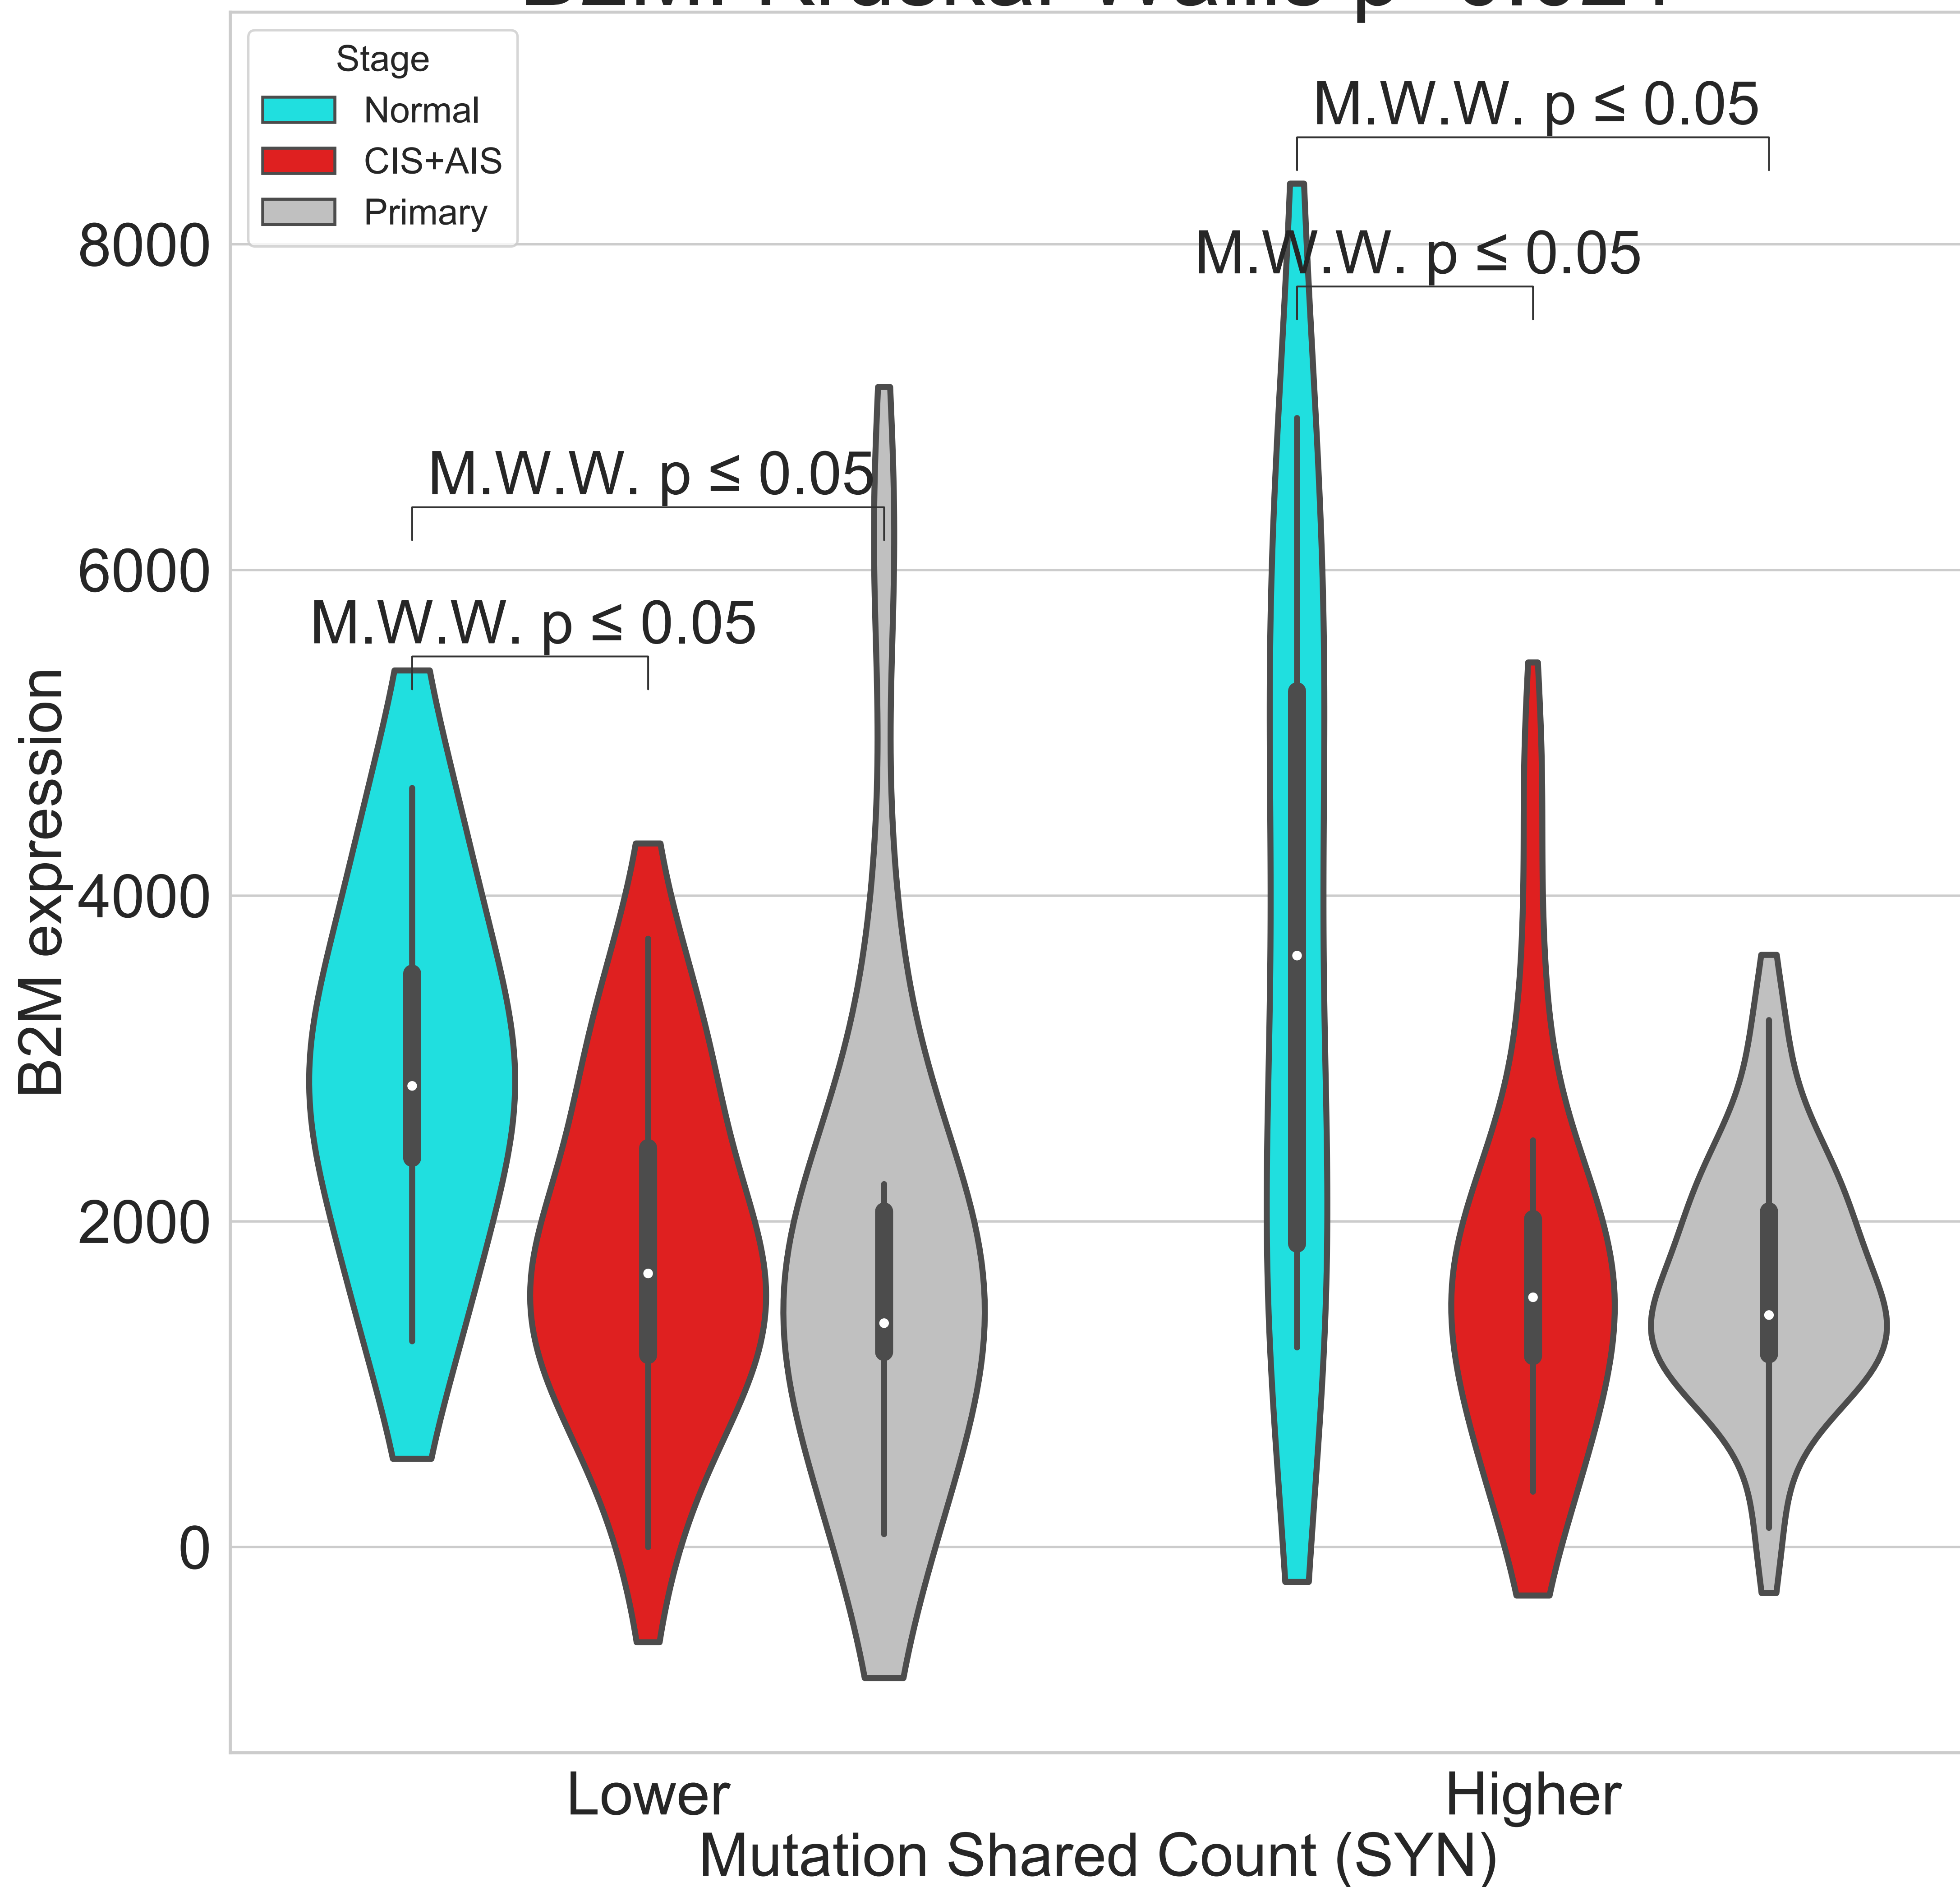 Stage
Normal
CIS+AIS
Primary
M.W.W. p ≤ 0.05
M.W.W. p ≤ 0.05
M.W.W. p ≤ 0.05
M.W.W. p ≤ 0.05
8000
6000
4000
2000
0
B2M expression
Lower
Higher
Mutation Shared Count (SYN)